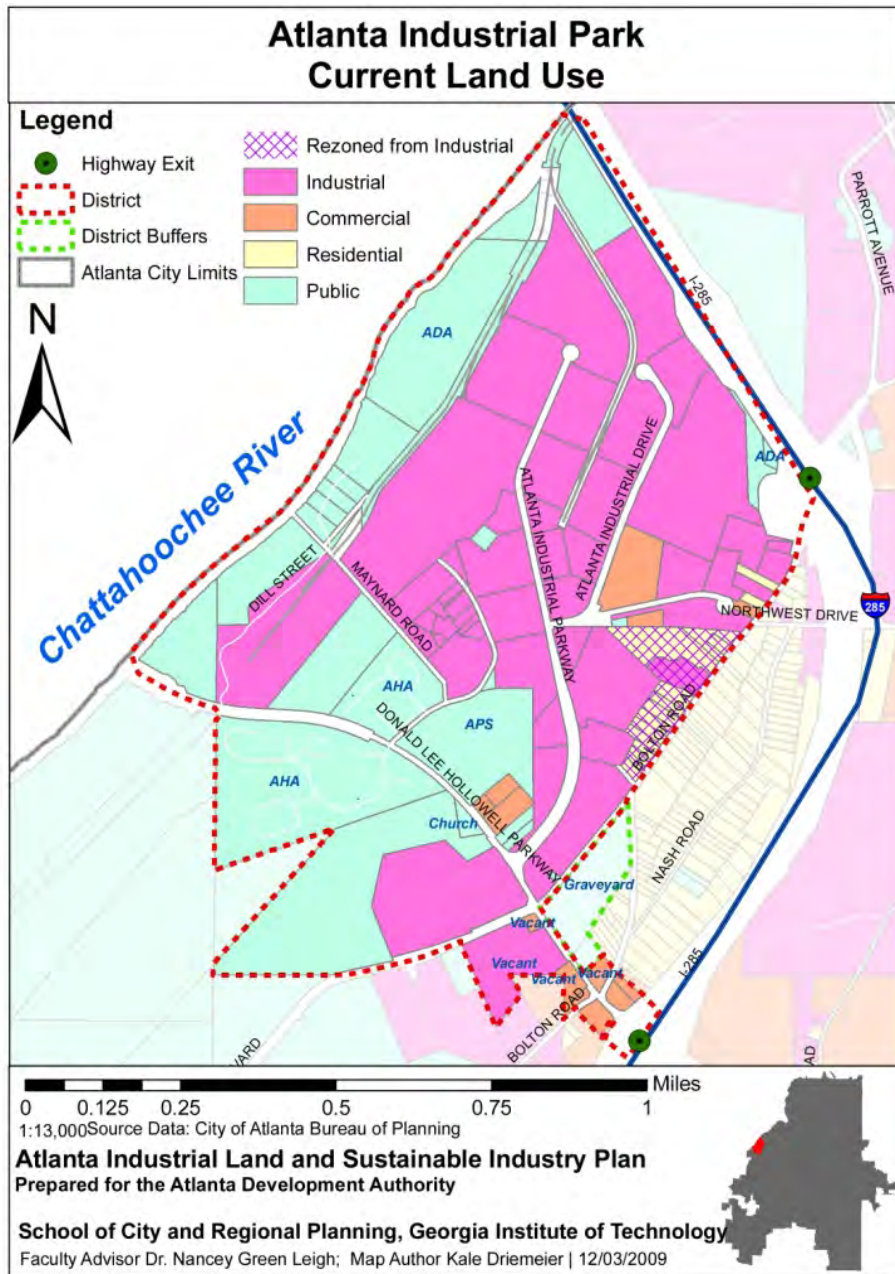 Atlanta Industrial Park
Current Land Use
Legend
Highway Exit
District
District Buffers
Atlanta City Limits
Rezoned from Industrial
Industrial
Commercial
Residential
Public
N
Chattahoochee River
PARROTT AVENUE
I-285
ADA
ADA
ATLANTA INDUSTRIAL DRIVE
ATLANTA INDUSTRIAL PARKWAY
DILL STREET
MAYNARD ROAD
285
NORTHWEST DRIVE
AHA
APS
DONALD LEE HOLLOWELL PARKWAY
BOLTON ROAD
AHA
Church
NASH ROAD
Graveyard
Vacant
Vacant
Vacant
Vacant
I-285
BOLTON ROAD
VARD
AD
0 0.125 0.25 0.5 0.75 1 Miles
1:13,000 Source Data: City of Atlanta Bureau of Planning
Atlanta Industrial Land and Sustainable Industry Plan
Prepared for the Atlanta Development Authority
School of City and Regional Planning, Georgia Institute of Technology
Faculty Advisor Dr. Nancey Green Leigh; Map Author Kale Driemeier | 12/03/2009